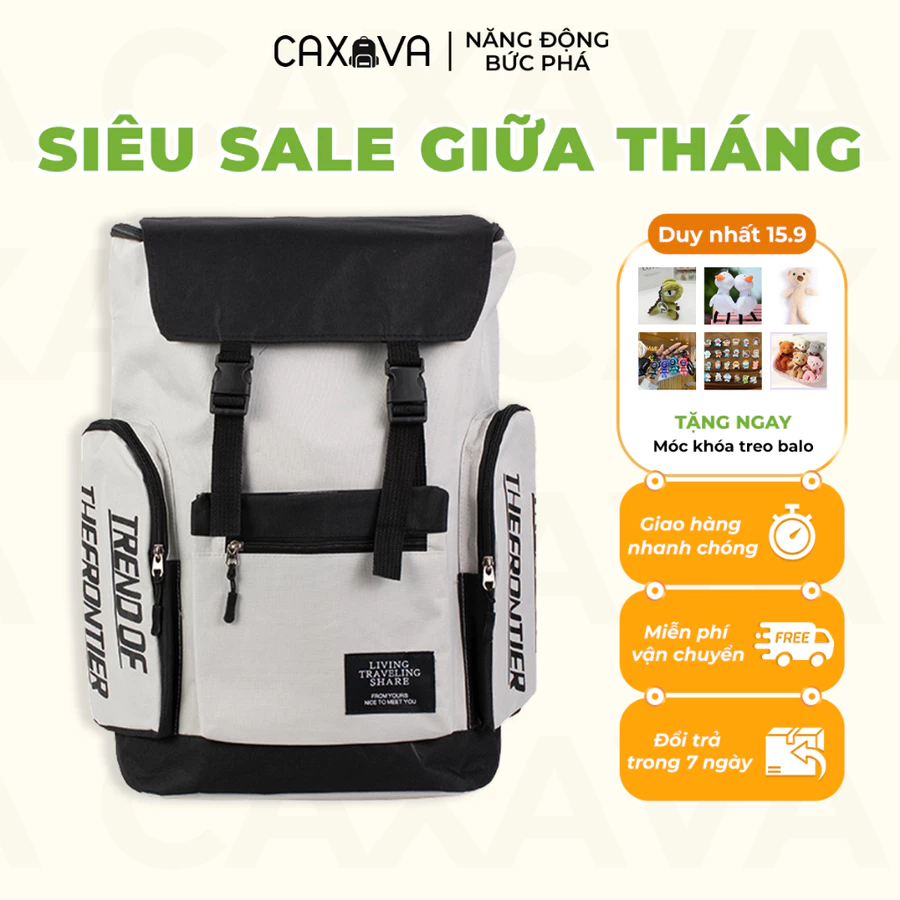 CAXAVA
NĂNG ĐỘNG
BỨC PHÁ
SIÊU SALE GIỮA THÁNG
Duy nhất 15.9
TẶNG NGAY
Móc khóa treo balo
Giao hàng
nhanh chóng
Miễn phí
vận chuyển
FREE
Đổi trả
trong 7 ngày
TREND OF
THEFRONTIER
THEFRONTIER
LIVING
TRAVELING
SHARE
FROM YOURS
NICE TO MEET YOU